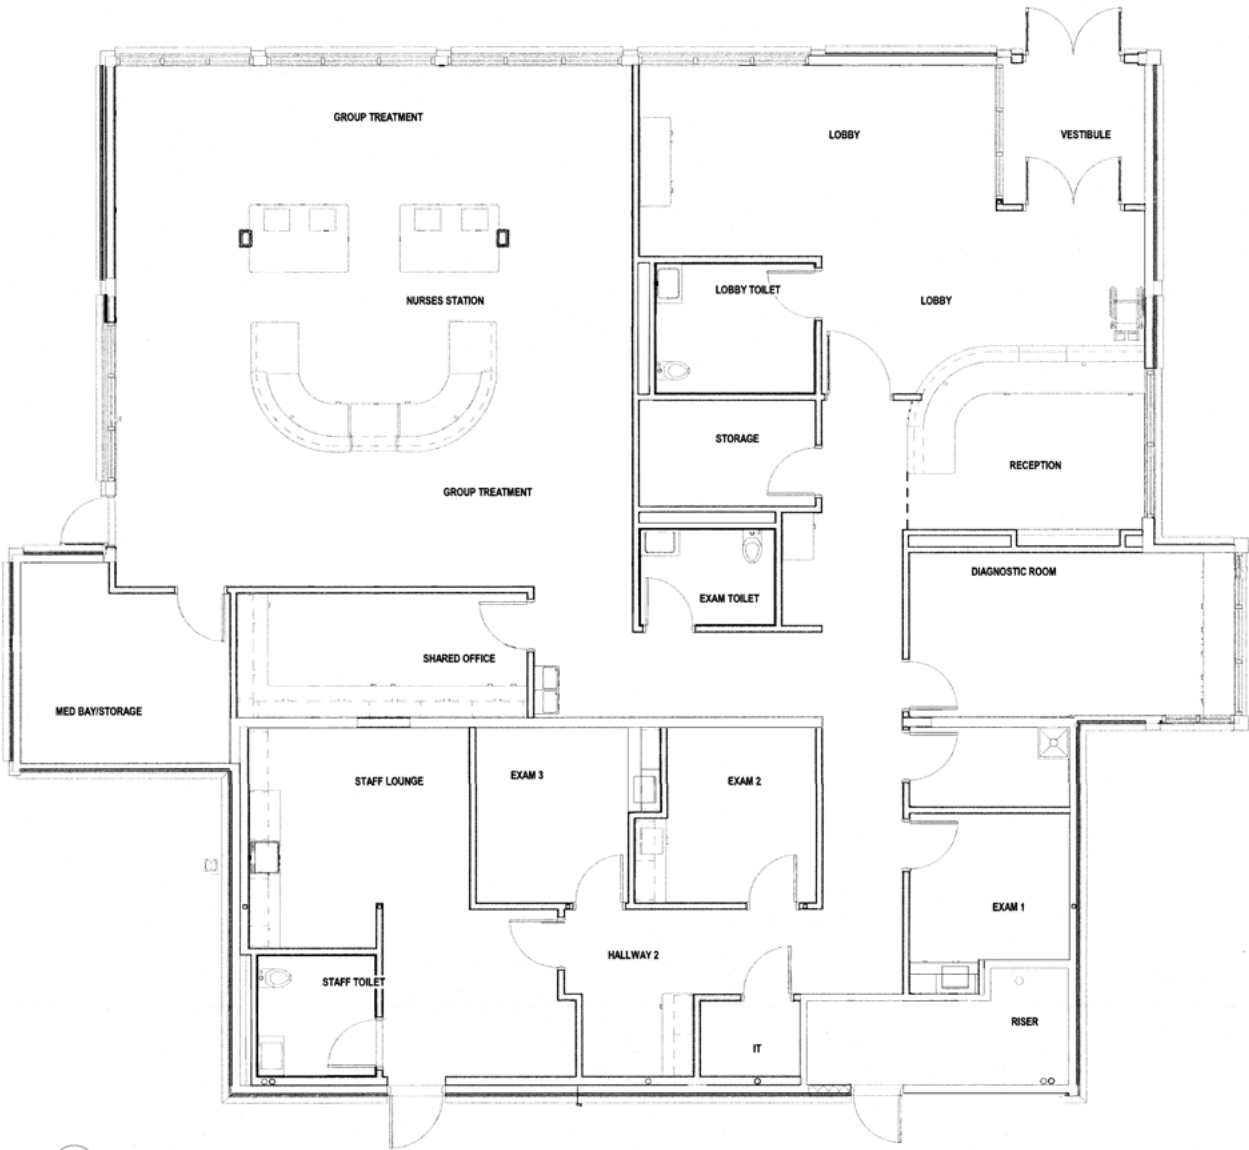 GROUP TREATMENT
LOBBY
VESTIBULE
LOBBY TOILET
NURSES STATION
LOBBY
STORAGE
RECEPTION
GROUP TREATMENT
DIAGNOSTIC ROOM
EXAM TOILET
SHARED OFFICE
MED BAY/STORAGE
STAFF LOUNGE
EXAM 3
EXAM 2
EXAM 1
HALLWAY 2
STAFF TOILET
RISER
IT